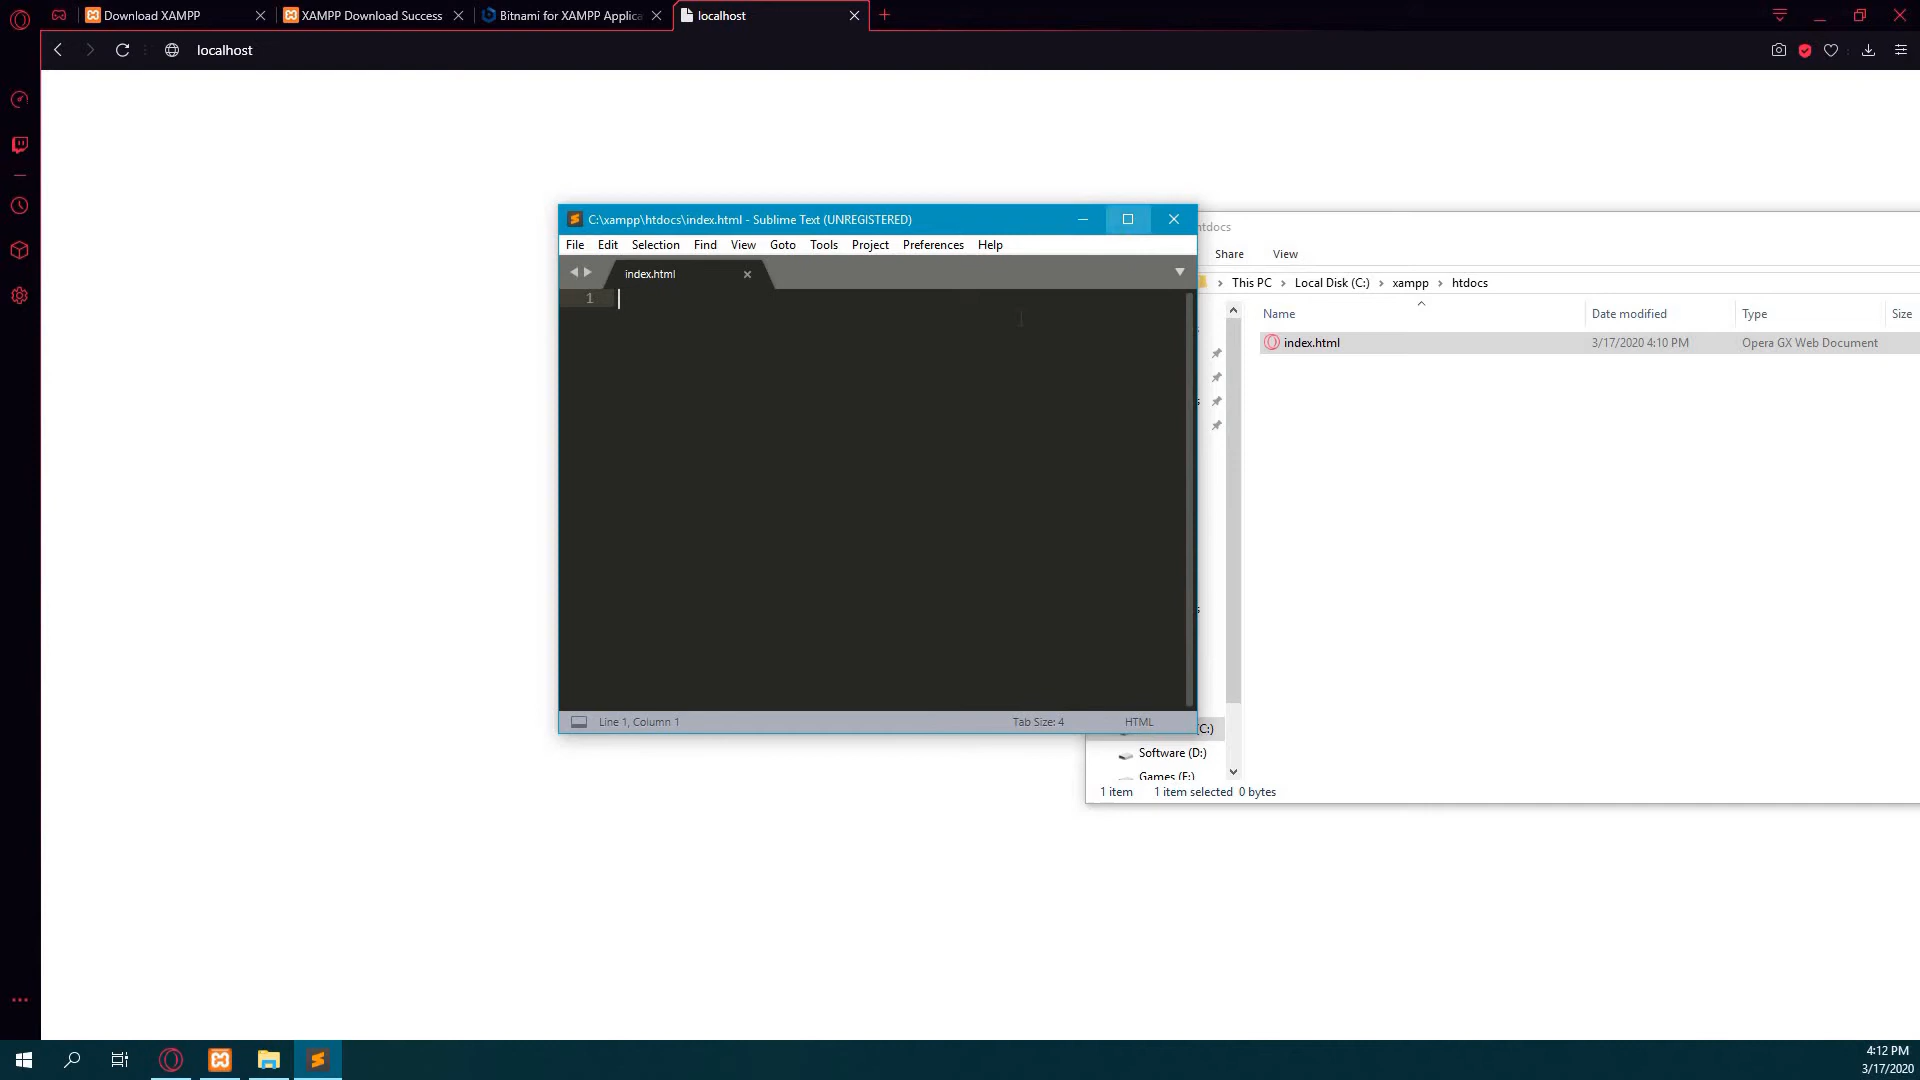 Download XAMPP
XAMPP Download Success
Bitnami for XAMPP Applica
localhost
localhost
C:\xampp\htdocs\index.html - Sublime Text (UNREGISTERED)
File Edit Selection Find View Goto Tools Project Preferences Help
index.html
1
Line 1, Column 1
Tab Size: 4
HTML
htdocs
Share View
This PC > Local Disk (C:) > xampp > htdocs
Name Date modified Type Size
index.html 3/17/2020 4:10 PM Opera GX Web Document
(C:)
Software (D:)
Games (E:)
1 item 1 item selected 0 bytes
4:12 PM
3/17/2020